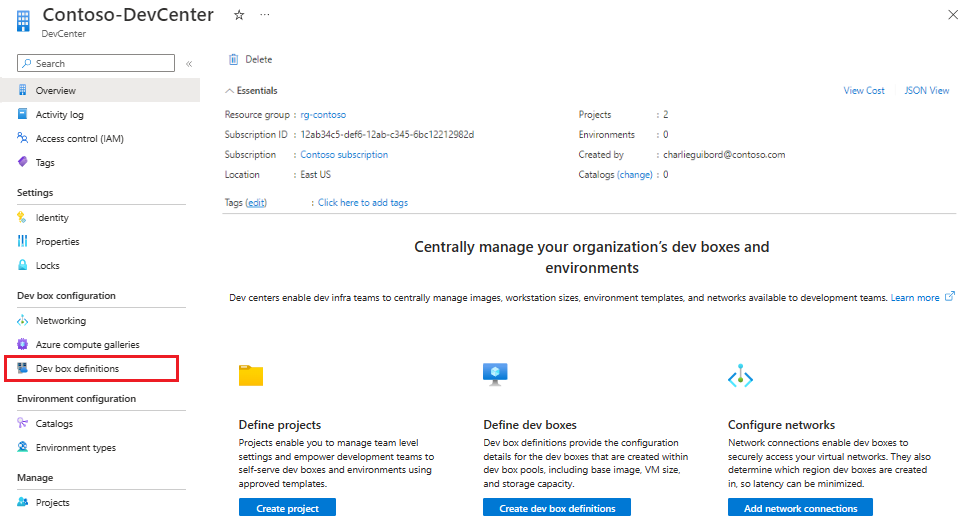 Contoso-DevCenter ☆ ...
DevCenter
Search «
Overview
Activity log
Access control (IAM)
Tags
Settings
Identity
Properties
Locks
Dev box configuration
Networking
Azure compute galleries
Dev box definitions
Environment configuration
Catalogs
Environment types
Manage
Projects
Delete
Essentials
View Cost JSON View
Resource group : rg-contoso
Subscription ID : 12ab34c5-def6-12ab-c345-6bc12212982d
Subscription : Contoso subscription
Location : East US
Projects : 2
Environments : 0
Created by : charlieguibord@contoso.com
Catalogs (change) : 0
Tags (edit) : Click here to add tags
Centrally manage your organization's dev boxes and
environments
Dev centers enable dev infra teams to centrally manage images, workstation sizes, environment templates, and networks available to development teams. Learn more
Define projects
Projects enable you to manage team level
settings and empower development teams to
self-serve dev boxes and environments using
approved templates.
Create project
Define dev boxes
Dev box definitions provide the configuration
details for the dev boxes that are created within
dev box pools, including base image, VM size,
and storage capacity.
Create dev box definitions
Configure networks
Network connections enable dev boxes to
securely access your virtual networks. They also
determine which region dev boxes are created
in, so latency can be minimized.
Add network connections